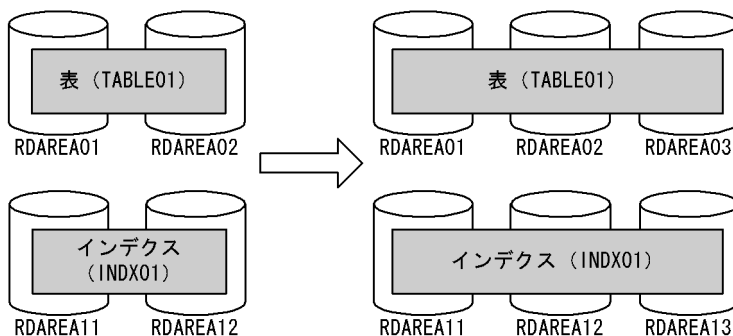 表（TABLE01）
RDAREA01 RDAREA02
インデクス
（INDX01）
RDAREA11 RDAREA12
表（TABLE01）
RDAREA01 RDAREA02 RDAREA03
インデクス（INDX01）
RDAREA11 RDAREA12 RDAREA13